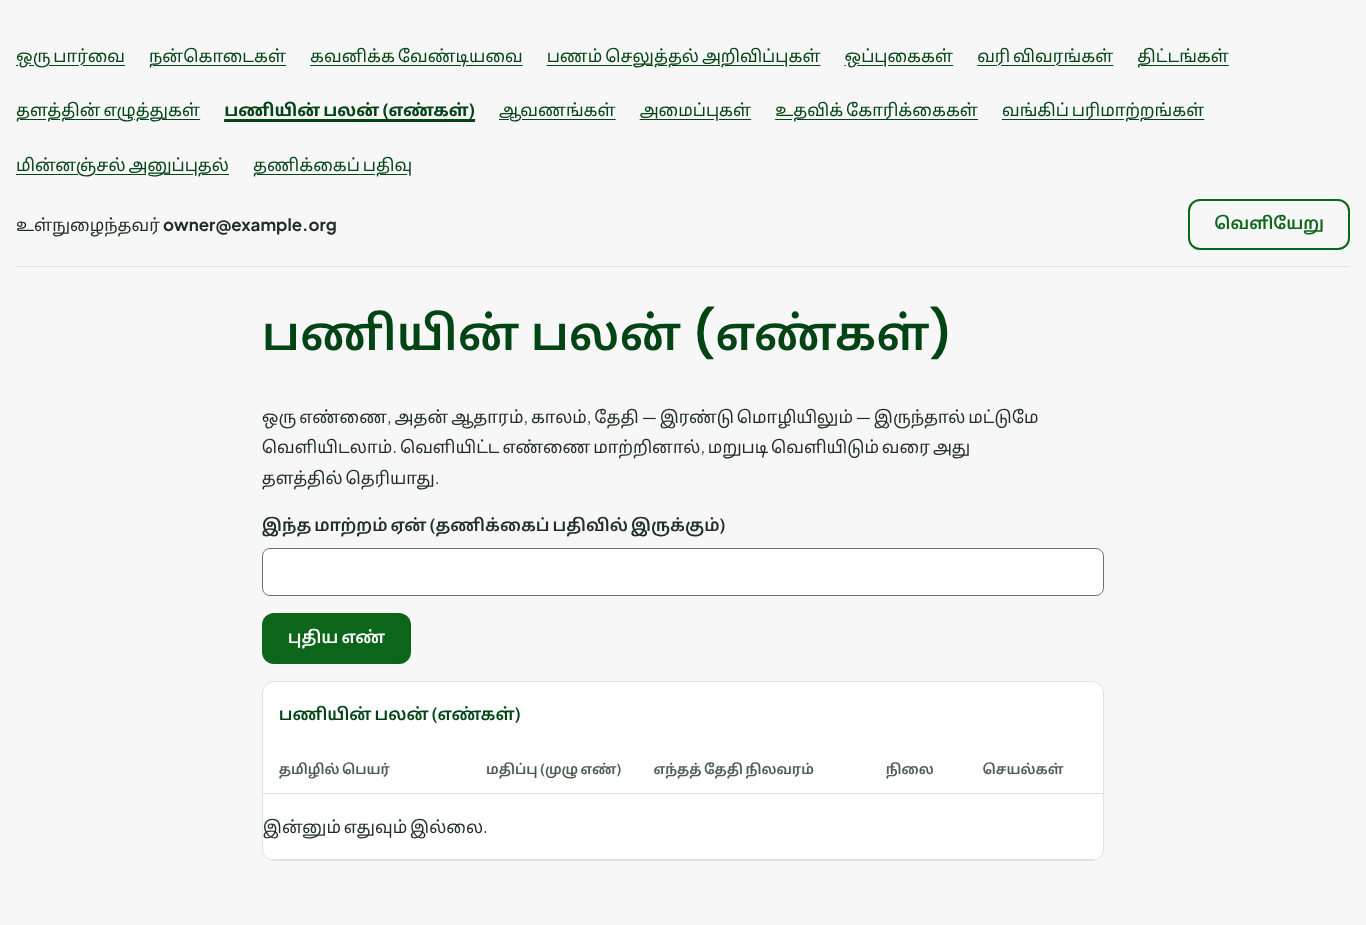 ஒரு பார்வை நன்கொடைகள் கவனிக்க வேண்டியவை பணம் செலுத்தல் அறிவிப்புகள் ஒப்புகைகள் வரி விவரங்கள் திட்டங்கள்
தளத்தின் எழுத்துகள் பணியின் பலன் (எண்கள்) ஆவணங்கள் அமைப்புகள் உதவிக் கோரிக்கைகள் வங்கிப் பரிமாற்றங்கள்
மின்னஞ்சல் அனுப்புதல் தணிக்கைப் பதிவு
உள்நுழைந்தவர் owner@example.org வெளியேறு
பணியின் பலன் (எண்கள்)
ஒரு எண்ணை, அதன் ஆதாரம், காலம், தேதி — இரண்டு மொழியிலும் — இருந்தால் மட்டுமே
வெளியிடலாம். வெளியிட்ட எண்ணை மாற்றினால், மறுபடி வெளியிடும் வரை அது
தளத்தில் தெரியாது.
இந்த மாற்றம் ஏன் (தணிக்கைப் பதிவில் இருக்கும்)
புதிய எண்
பணியின் பலன் (எண்கள்)
தமிழில் பெயர் மதிப்பு (முழு எண்) எந்தத் தேதி நிலவரம் நிலை செயல்கள்
இன்னும் எதுவும் இல்லை.